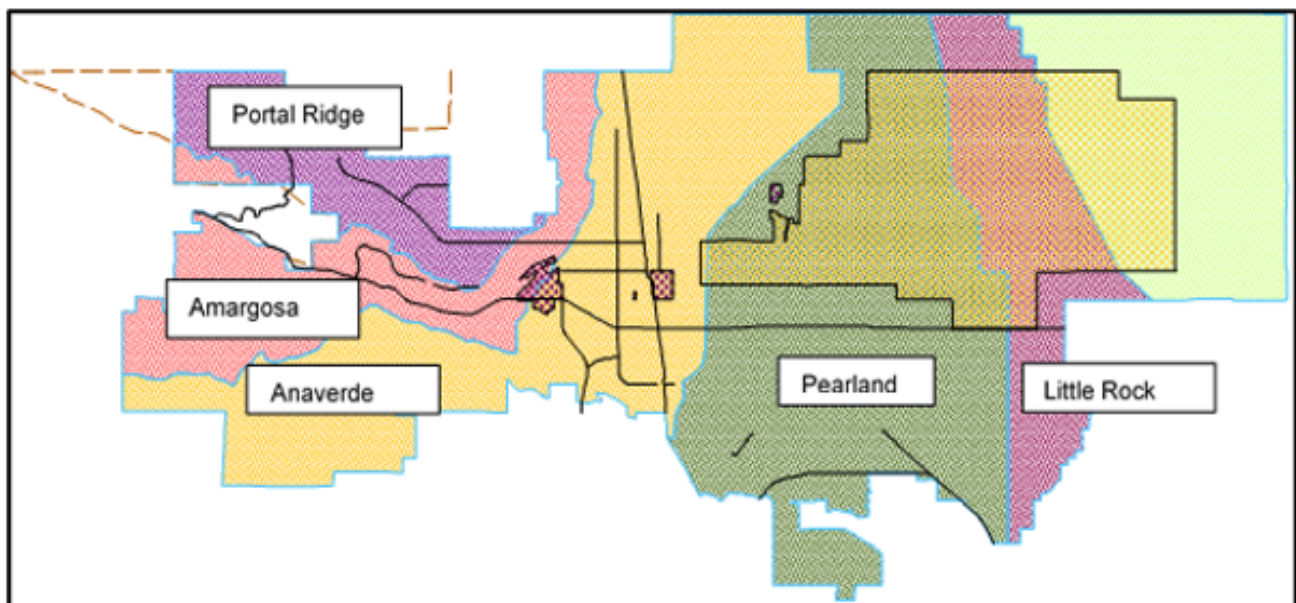 Portal Ridge
Amargosa
Anaverde
Pearland
Little Rock